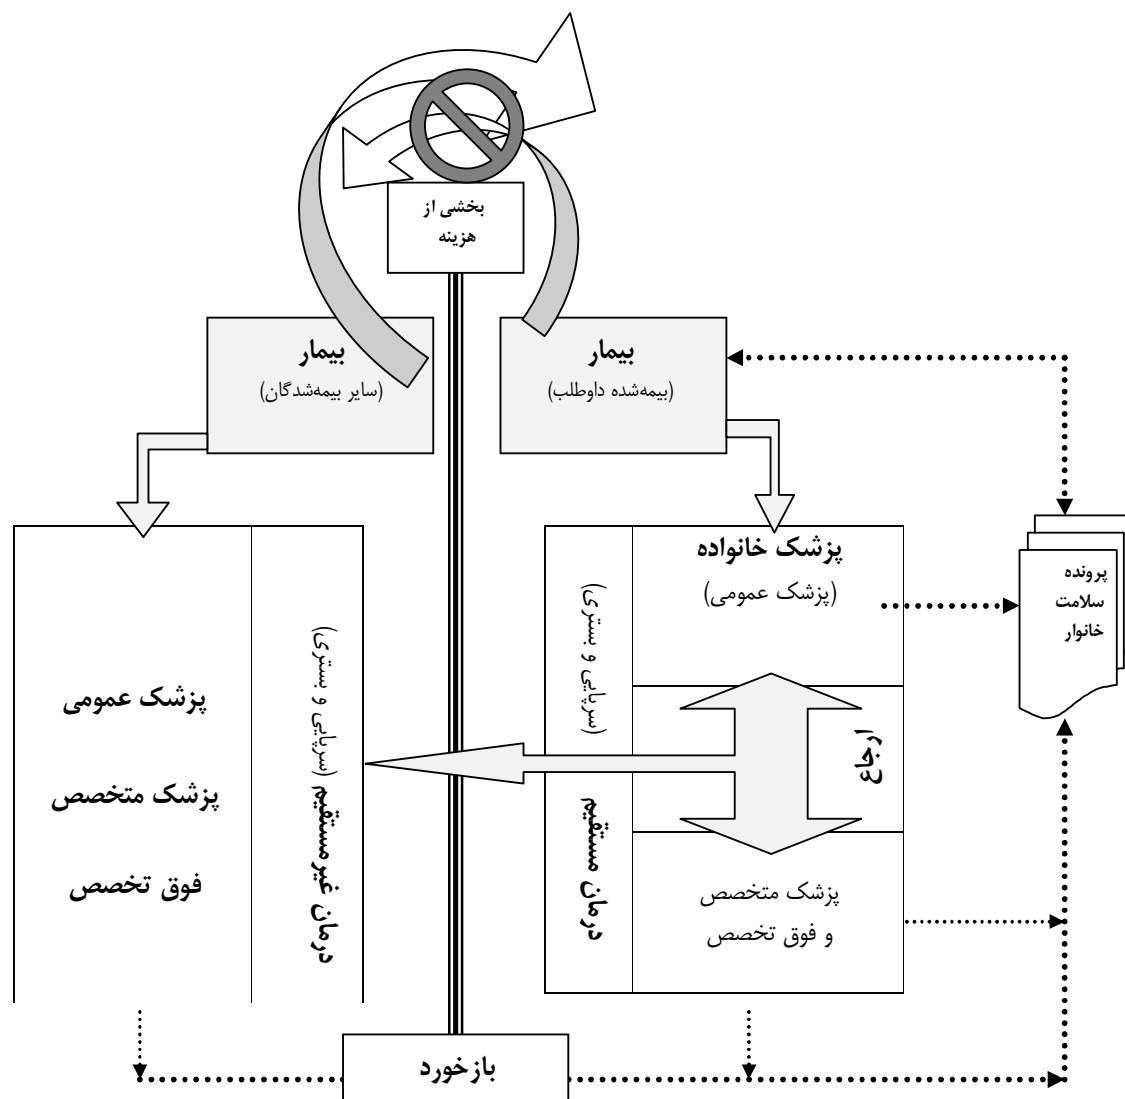 بخشی از
هزینه
بیمار
(بیمه‌شده داوطلب)
بیمار
(سایر بیمه‌شدگان)
پرونده
سلامت
خانوار
پزشک خانواده
(پزشک عمومی)
ارجاع
پزشک متخصص
و فوق تخصص
درمان مستقیم (سرپایی و بستری)
درمان غیرمستقیم (سرپایی و بستری)
پزشک عمومی
پزشک متخصص
فوق تخصص
بازخورد